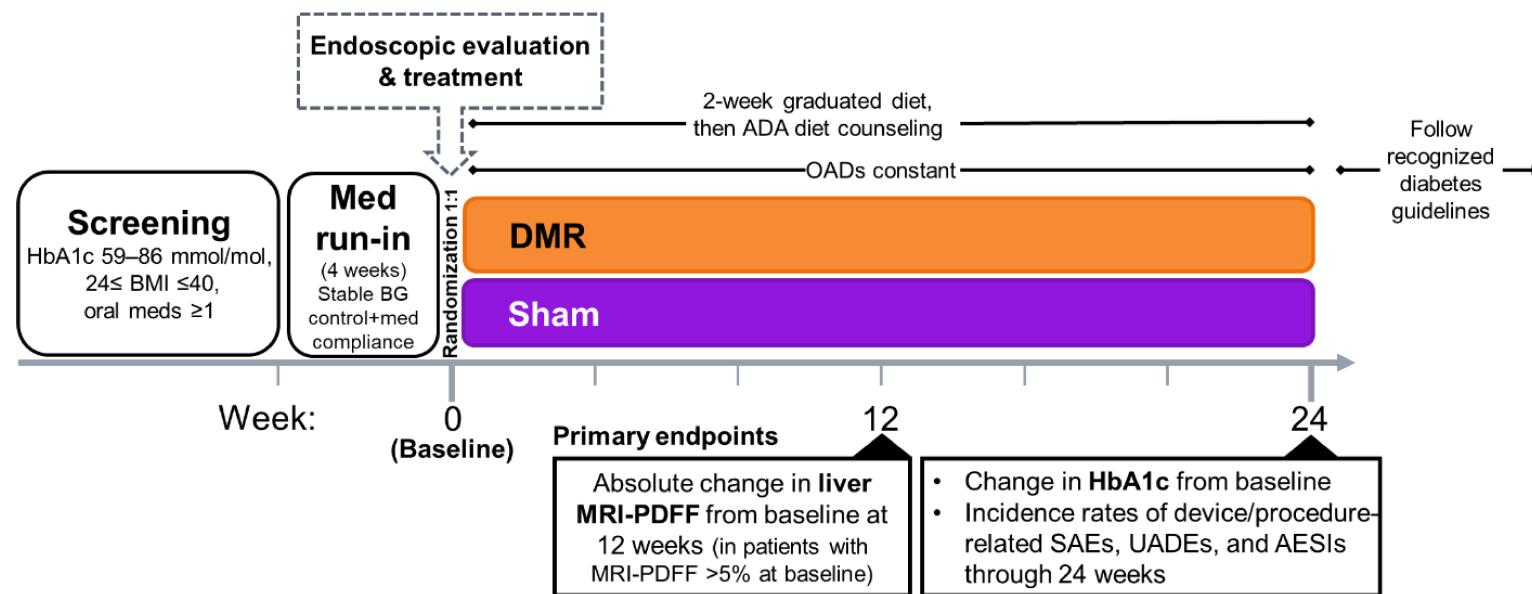 Endoscopic evaluation
& treatment
2-week graduated diet,
then ADA diet counseling
OADs constant
Follow
recognized
diabetes
guidelines
Screening
HbA1c 59–86 mmol/mol,
24≤ BMI ≤40,
oral meds ≥1
Med
run-in
(4 weeks)
Stable BG
control+med
compliance
Randomization 1:1
DMR
Sham
Week:
0
(Baseline)
12
24
Primary endpoints
Absolute change in liver
MRI-PDFF from baseline at
12 weeks (in patients with
MRI-PDFF >5% at baseline)
• Change in HbA1c from baseline
• Incidence rates of device/procedure-
related SAEs, UADEs, and AESIs
through 24 weeks